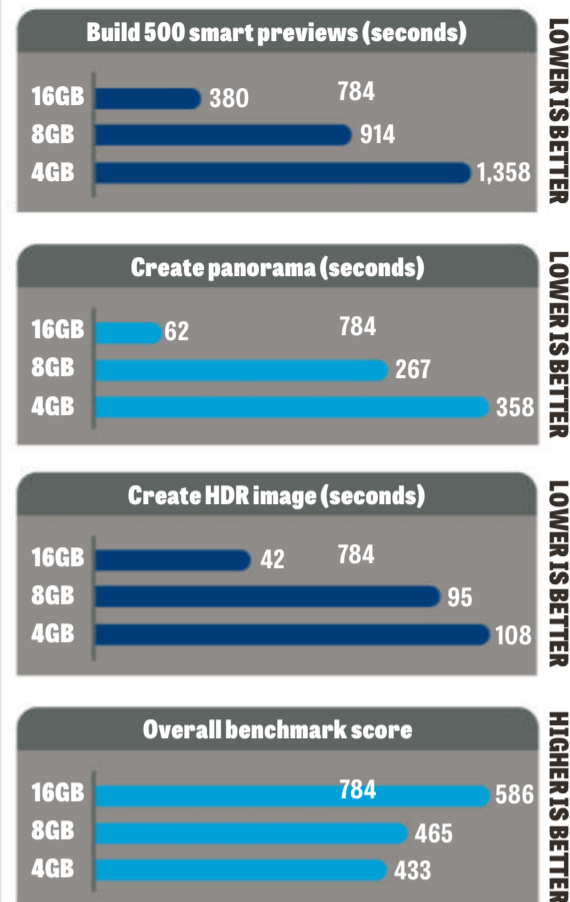 Build 500 smart previews (seconds)
16GB 380 784
8GB 914
4GB 1,358
LOWER IS BETTER
Create panorama (seconds)
16GB 62 784
8GB 267
4GB 358
LOWER IS BETTER
Create HDR image (seconds)
16GB 42 784
8GB 95
4GB 108
LOWER IS BETTER
Overall benchmark score
16GB 784 586
8GB 465
4GB 433
HIGHER IS BETTER